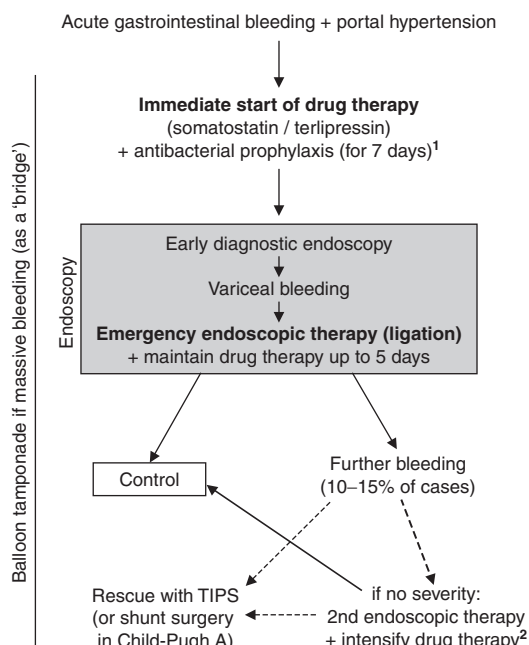 Acute gastrointestinal bleeding + portal hypertension
Balloon tamponade if massive bleeding (as a 'bridge')
Immediate start of drug therapy
(somatostatin / terlipressin)
+ antibacterial prophylaxis (for 7 days)¹
Endoscopy
Early diagnostic endoscopy
Variceal bleeding
Emergency endoscopic therapy (ligation)
+ maintain drug therapy up to 5 days
Control
Further bleeding
(10–15% of cases)
Rescue with TIPS
(or shunt surgery
in Child-Pugh A)
if no severity:
2nd endoscopic therapy
+ intensify drug therapy²